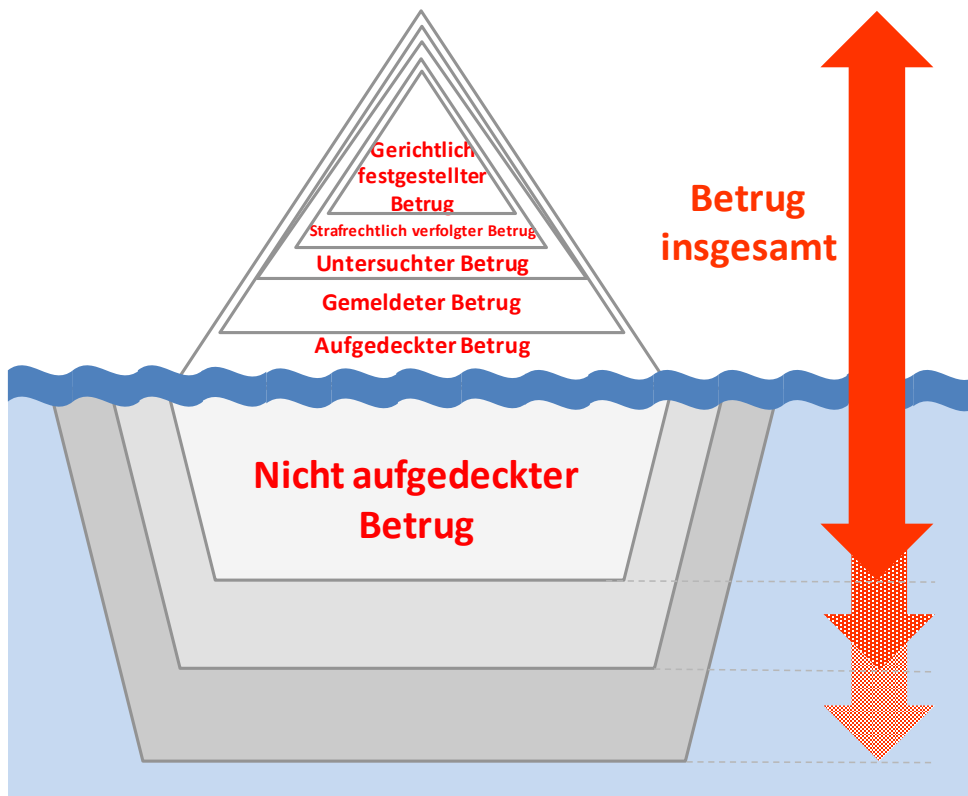 Gerichtlich
festgestellter
Betrug
Strafrechtlich verfolgter Betrug
Untersuchter Betrug
Gemeldeter Betrug
Aufgedeckter Betrug
Betrug
insgesamt
Nicht aufgedeckter
Betrug